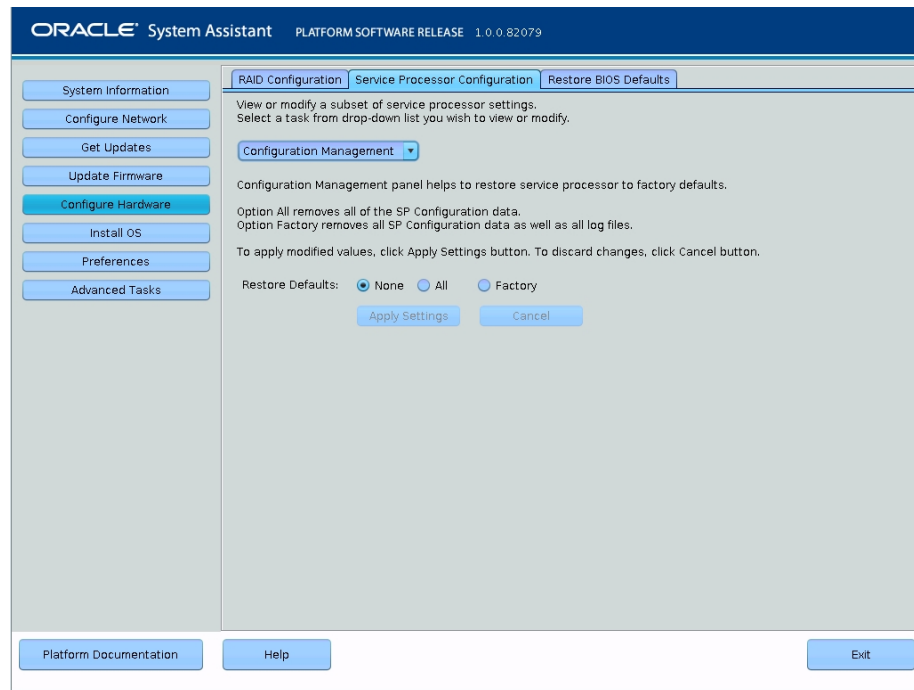 ORACLE® System Assistant PLATFORM SOFTWARE RELEASE 1.0.0.82079
System Information
Configure Network
Get Updates
Update Firmware
Configure Hardware
Install OS
Preferences
Advanced Tasks
RAID Configuration Service Processor Configuration Restore BIOS Defaults
View or modify a subset of service processor settings.
Select a task from drop-down list you wish to view or modify.
Configuration Management
Configuration Management panel helps to restore service processor to factory defaults.
Option All removes all of the SP Configuration data.
Option Factory removes all SP Configuration data as well as all log files.
To apply modified values, click Apply Settings button. To discard changes, click Cancel button.
Restore Defaults: None All Factory
Apply Settings Cancel
Platform Documentation Help Exit